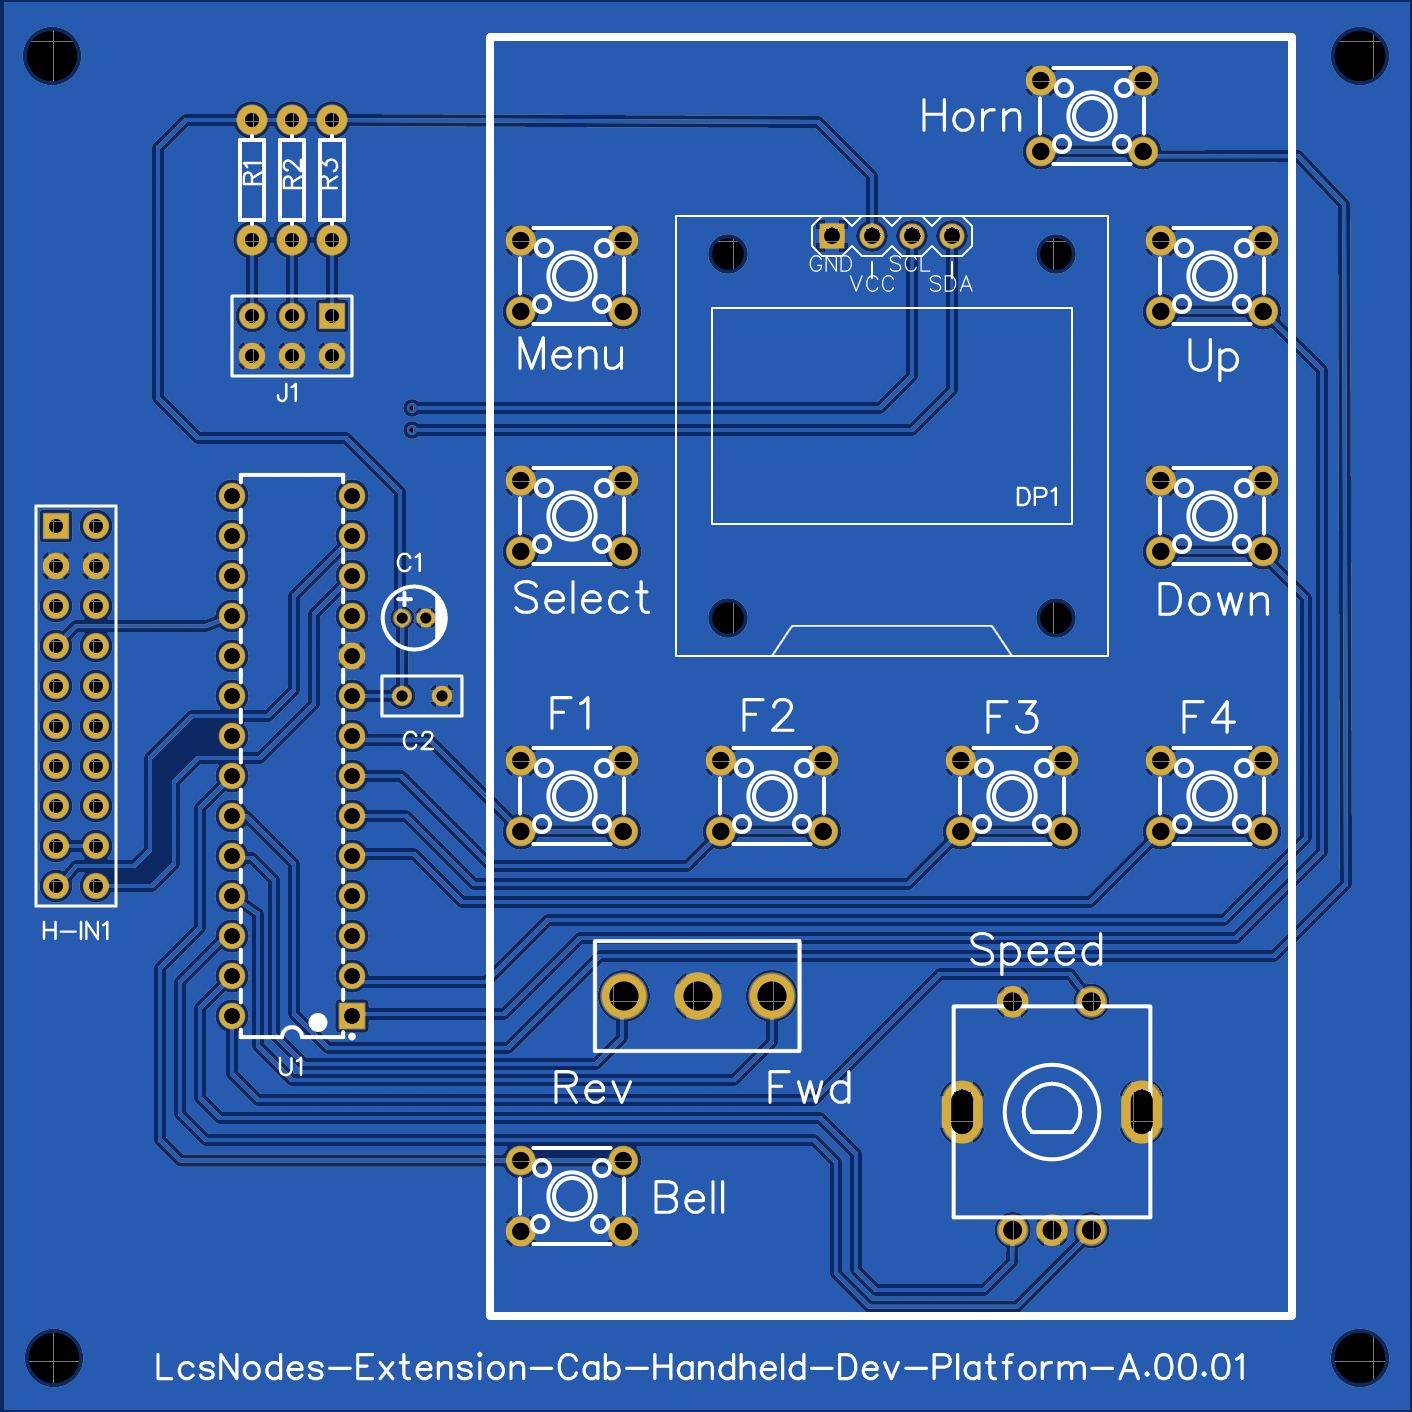 Horn
R1
R2
R3
GND
VCC
SCL
SDA
Menu
Up
J1
DP1
C1
+
Select
Down
F1
F2
F3
F4
C2
H-IN1
Speed
U1
Rev
Fwd
Bell
LcsNodes-Extension-Cab-Handheld-Dev-Platform-A.00.01